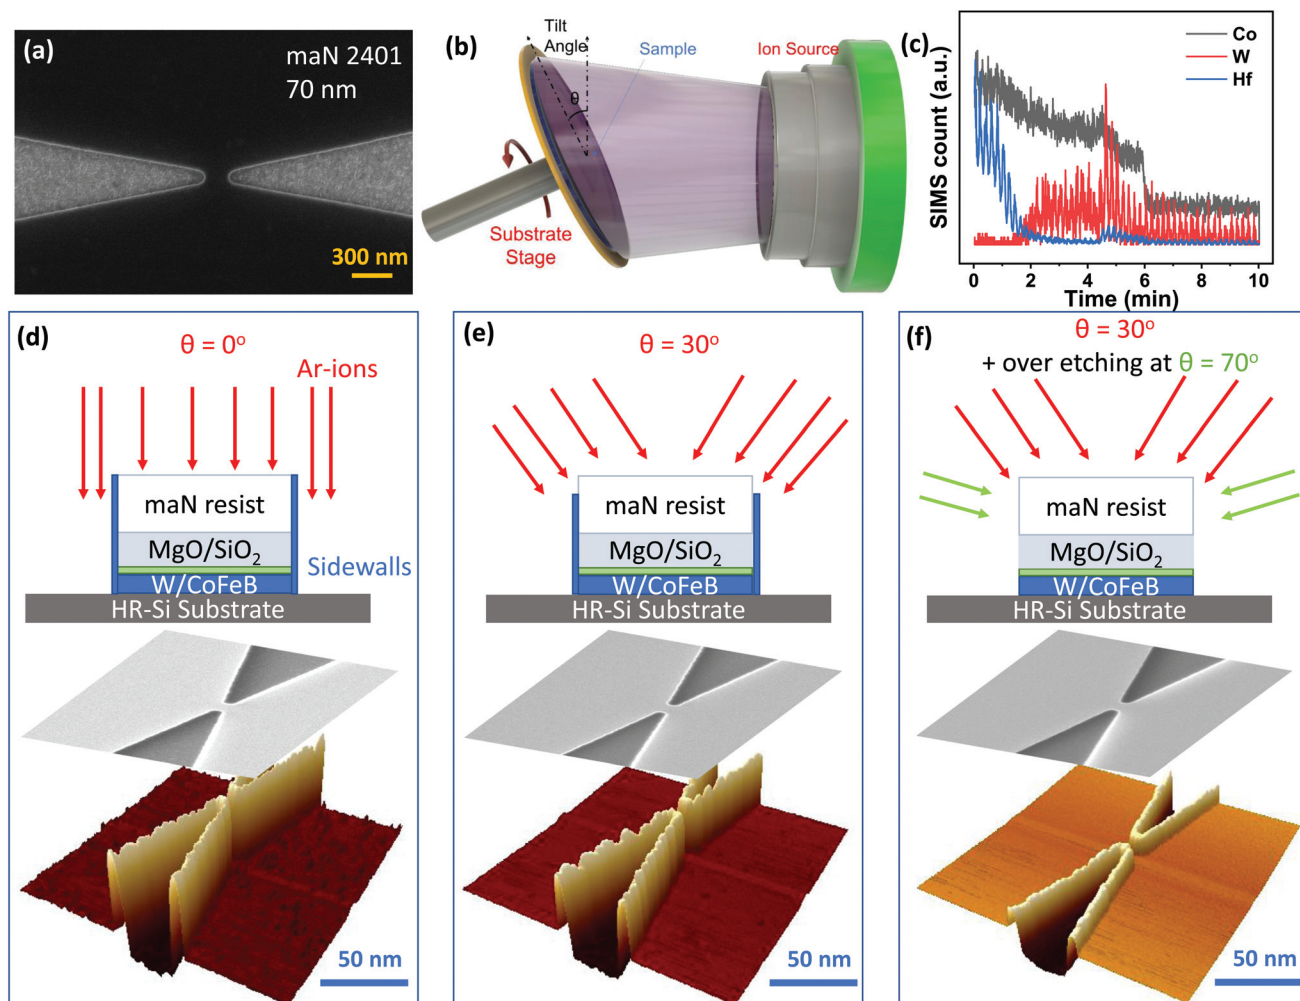 (a)
maN 2401
70 nm
300 nm
(b)
Tilt
Angle
θ
Sample
Ion Source
Substrate
Stage
(c)
SIMS count (a.u.)
Co
W
Hf
0 2 4 6 8 10
Time (min)
(d)
θ = 0°
Ar-ions
maN resist
MgO/SiO₂
Sidewalls
W/CoFeB
HR-Si Substrate
50 nm
(e)
θ = 30°
maN resist
MgO/SiO₂
W/CoFeB
HR-Si Substrate
50 nm
(f)
θ = 30°
+ over etching at θ = 70°
maN resist
MgO/SiO₂
W/CoFeB
HR-Si Substrate
50 nm